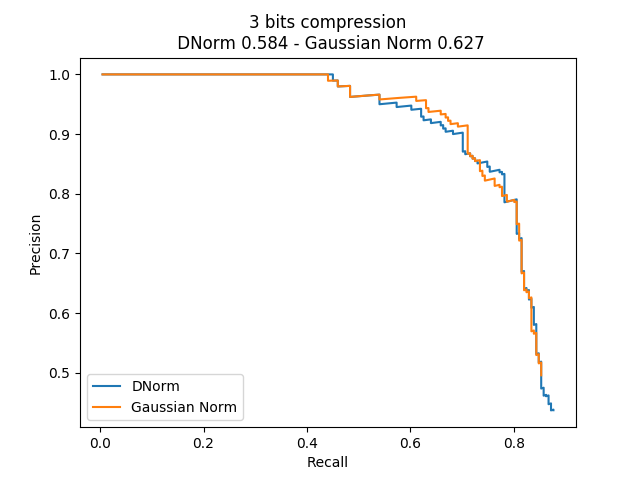 3 bits compression
DNorm 0.584 - Gaussian Norm 0.627
1.0
0.9
0.8
0.7
0.6
0.5
Precision
DNorm
Gaussian Norm
0.0 0.2 0.4 0.6 0.8
Recall